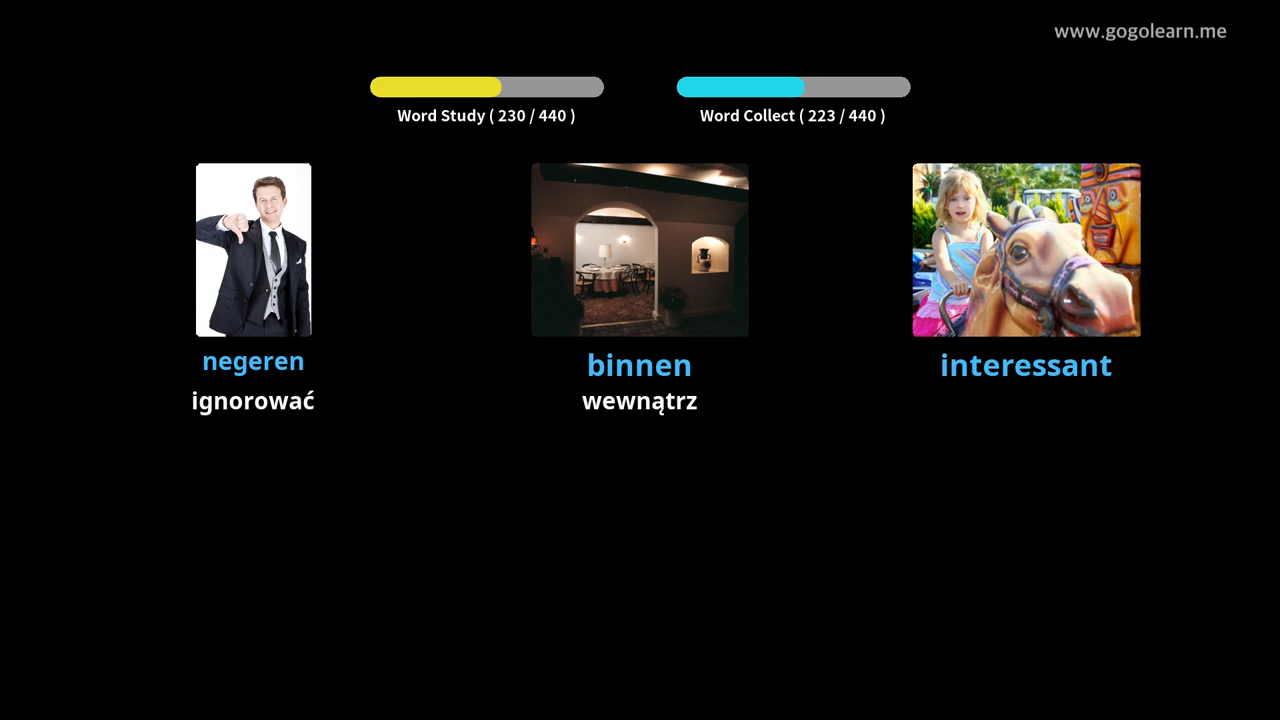 www.gogolearn.me
Word Study ( 230 / 440 )
Word Collect ( 223 / 440 )
negeren
ignorować
binnen
wewnątrz
interessant